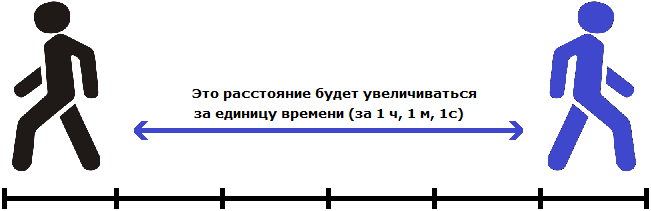 Это расстояние будет увеличиваться
за единицу времени (за 1 ч, 1 м, 1с)